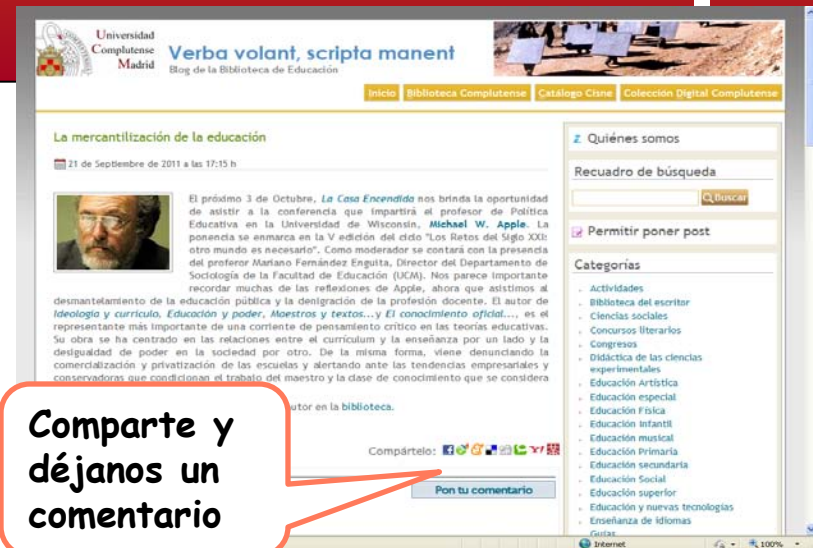 Universidad
Complutense
Madrid
Verba volant, scripta manent
Blog de la Biblioteca de Educación
Inicio Biblioteca Complutense Catálogo Cisne Colección Digital Complutense
La mercantilización de la educación
21 de Septiembre de 2011 a las 17:15 h
El próximo 3 de Octubre, La Casa Encendida nos brinda la oportunidad
de asistir a la conferencia que impartirá el profesor de Política
Educativa en la Universidad de Wisconsin, Michael W. Apple. La
ponencia se enmarca en la V edición del ciclo "Los Retos del Siglo XXI:
otro mundo es necesario". Como moderador se contará con la presencia
del proferor Mariano Fernández Enguita, Director del Departamento de
Sociología de la Facultad de Educación (UCM). Nos parece importante
recordar muchas de las reflexiones de Apple, ahora que asistimos al
desmantelamiento de la educación pública y la denigración de la profesión docente. El autor de
Ideología y currículo, Educación y poder, Maestros y textos...y El conocimiento oficial..., es el
representante más importante de una corriente de pensamiento crítico en las teorías educativas.
Su obra se ha centrado en las relaciones entre el currículum y la enseñanza por un lado y la
desigualdad de poder en la sociedad por otro. De la misma forma, viene denunciando la
comercialización y privatización de las escuelas y alertando ante las tendencias empresariales y
conservadoras que condicionan el trabajo del maestro y la clase de conocimiento que se considera
utor en la biblioteca.
Compártelo:
Pon tu comentario
Comparte y
déjanos un
comentario
Quiénes somos
Recuadro de búsqueda
Buscar
Permitir poner post
Categorías
Actividades
Biblioteca del escritor
Ciencias sociales
Concursos literarios
Congresos
Didáctica de las ciencias
experimentales
Educación Artística
Educación especial
Educación Física
Educación Infantil
Educación musical
Educación Primaria
Educación secundaria
Educación Social
Educación superior
Educación y nuevas tecnologías
Enseñanza de idiomas
Guías
Internet
100%